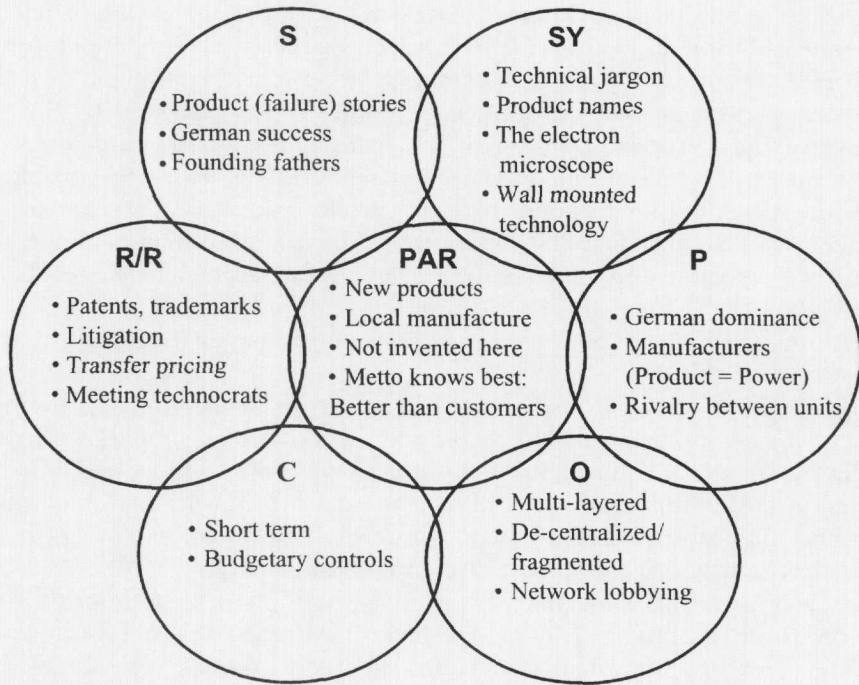 S
• Product (failure) stories
• German success
• Founding fathers
SY
• Technical jargon
• Product names
• The electron
microscope
• Wall mounted
technology
R/R
• Patents, trademarks
• Litigation
• Transfer pricing
• Meeting technocrats
PAR
• New products
• Local manufacture
• Not invented here
• Metto knows best:
Better than customers
P
• German dominance
• Manufacturers
(Product = Power)
• Rivalry between units
C
• Short term
• Budgetary controls
O
• Multi-layered
• De-centralized/
fragmented
• Network lobbying